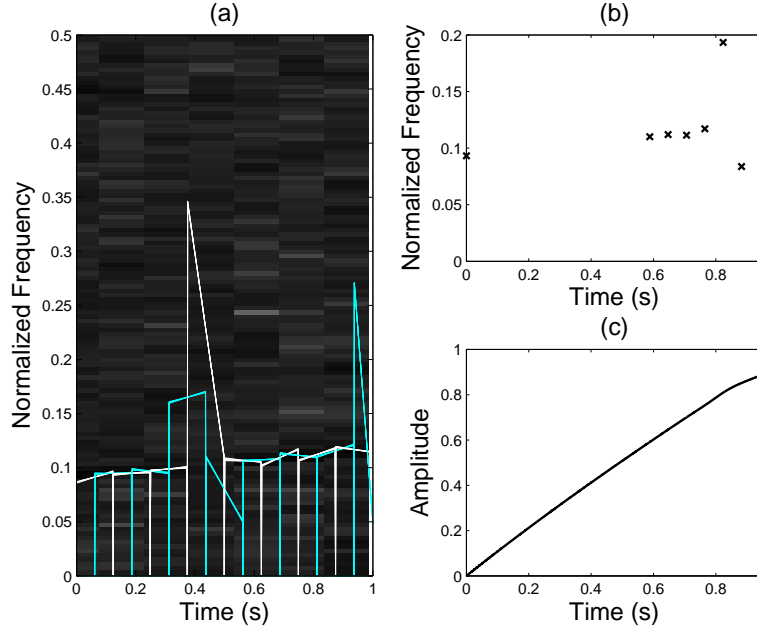 (a)
Normalized Frequency
0.5
0.45
0.4
0.35
0.3
0.25
0.2
0.15
0.1
0.05
0
0 0.2 0.4 0.6 0.8 1
Time (s)
(b)
Normalized Frequency
0.2
0.15
0.1
0.05
0
0 0.2 0.4 0.6 0.8
Time (s)
(c)
Amplitude
1
0.8
0.6
0.4
0.2
0
0 0.2 0.4 0.6 0.8
Time (s)